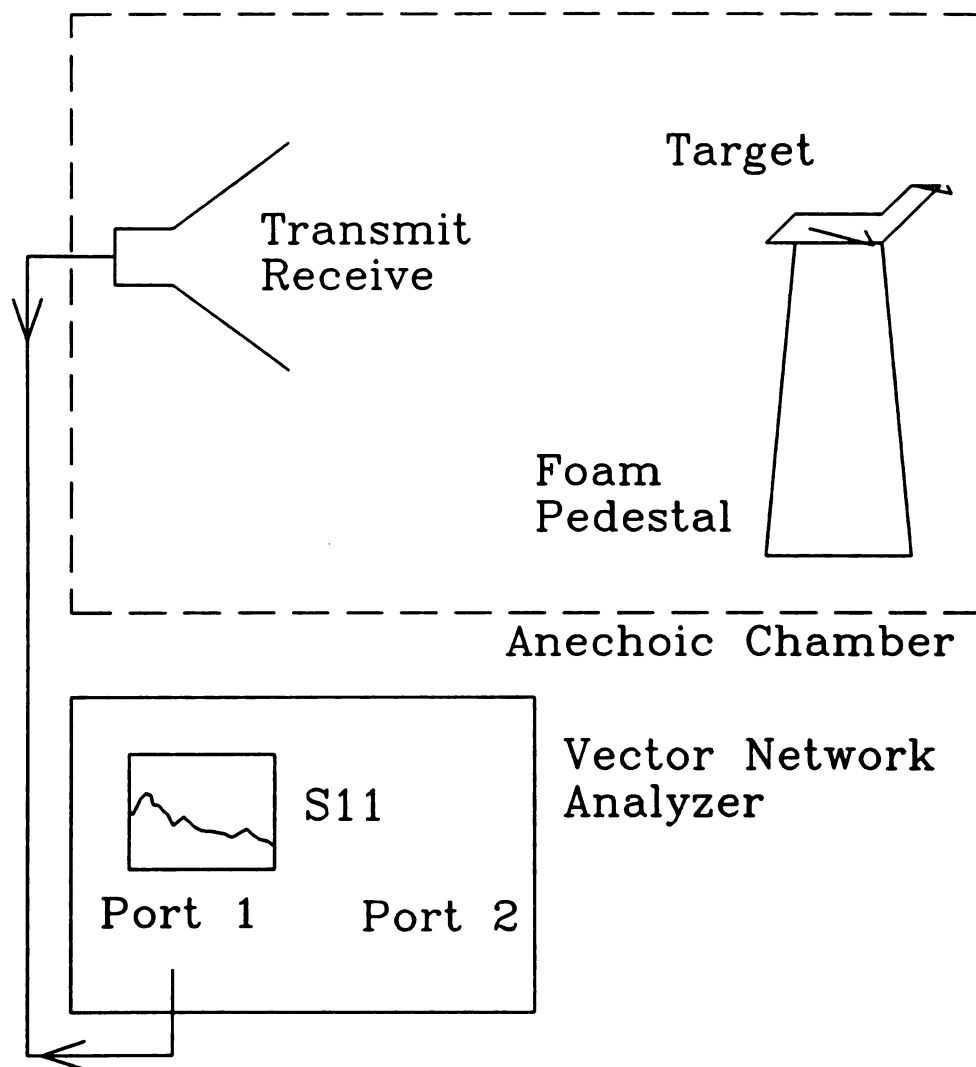 Target
Transmit
Receive
Foam
Pedestal
Anechoic Chamber
Vector Network
Analyzer
S11
Port 1
Port 2